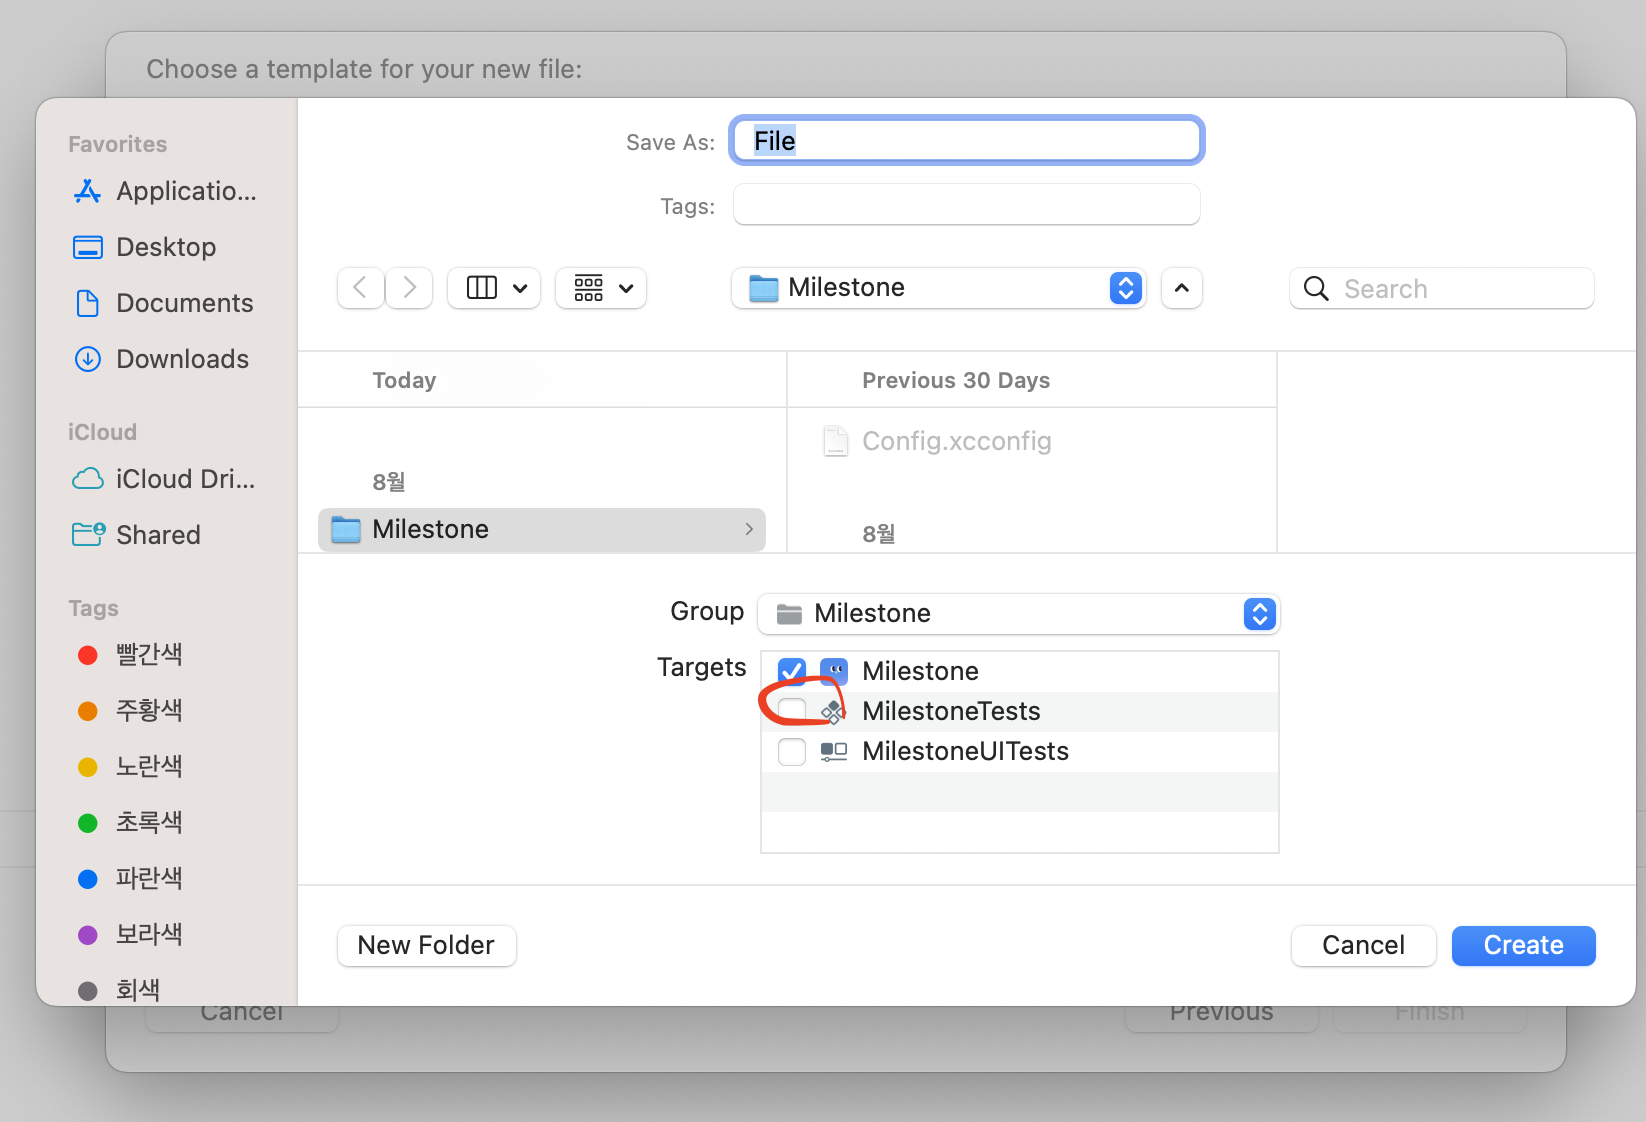 Choose a template for your new file:
Favorites
Applicatio...
Desktop
Documents
Downloads
iCloud
iCloud Dri...
Shared
Tags
빨간색
주황색
노란색
초록색
파란색
보라색
회색
Save As: File
Tags:
Milestone
Search
Today
Previous 30 Days
Config.xcconfig
8월
Milestone
8월
Group Milestone
Targets Milestone
MilestoneTests
MilestoneUITests
New Folder
Cancel
Create
Cancel
Previous
Finish